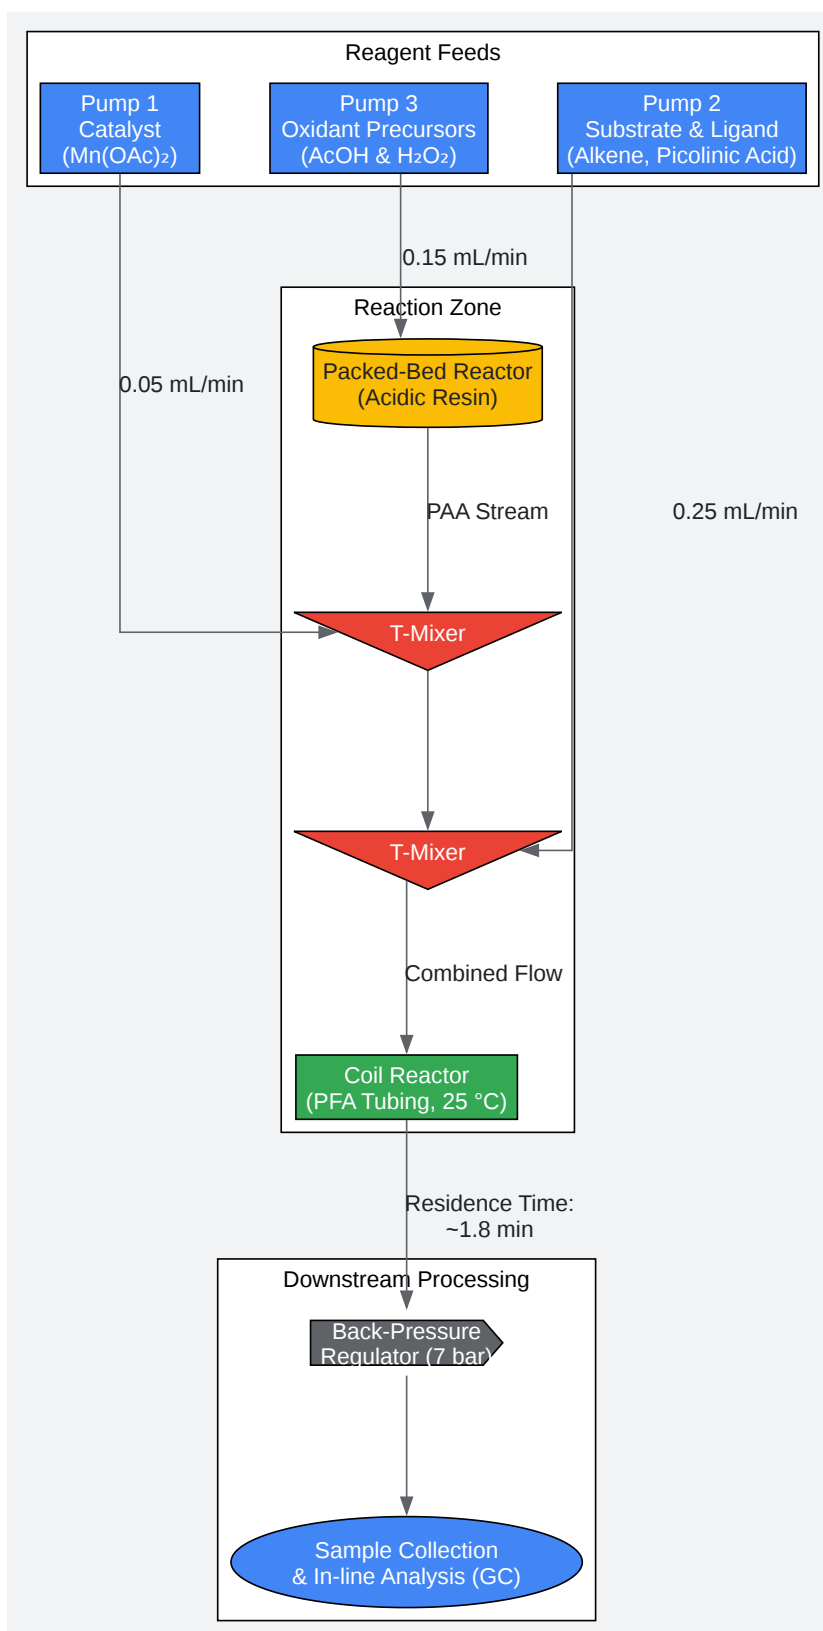 Reagent Feeds
Pump 1
Catalyst
(Mn(OAc)₂)
Pump 3
Oxidant Precursors
(AcOH & H₂O₂)
Pump 2
Substrate & Ligand
(Alkene, Picolinic Acid)
0.15 mL/min
Reaction Zone
Packed-Bed Reactor
(Acidic Resin)
0.05 mL/min
PAA Stream
0.25 mL/min
T-Mixer
T-Mixer
Combined Flow
Coil Reactor
(PFA Tubing, 25 °C)
Residence Time:
~1.8 min
Downstream Processing
Back-Pressure
Regulator (7 bar)
Sample Collection
& In-line Analysis (GC)